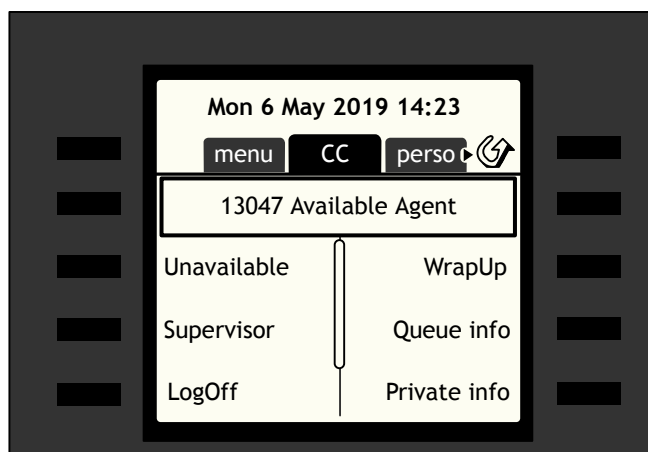 Mon 6 May 2019 14:23
menu CC perso
13047 Available Agent
Unavailable WrapUp
Supervisor Queue info
LogOff Private info